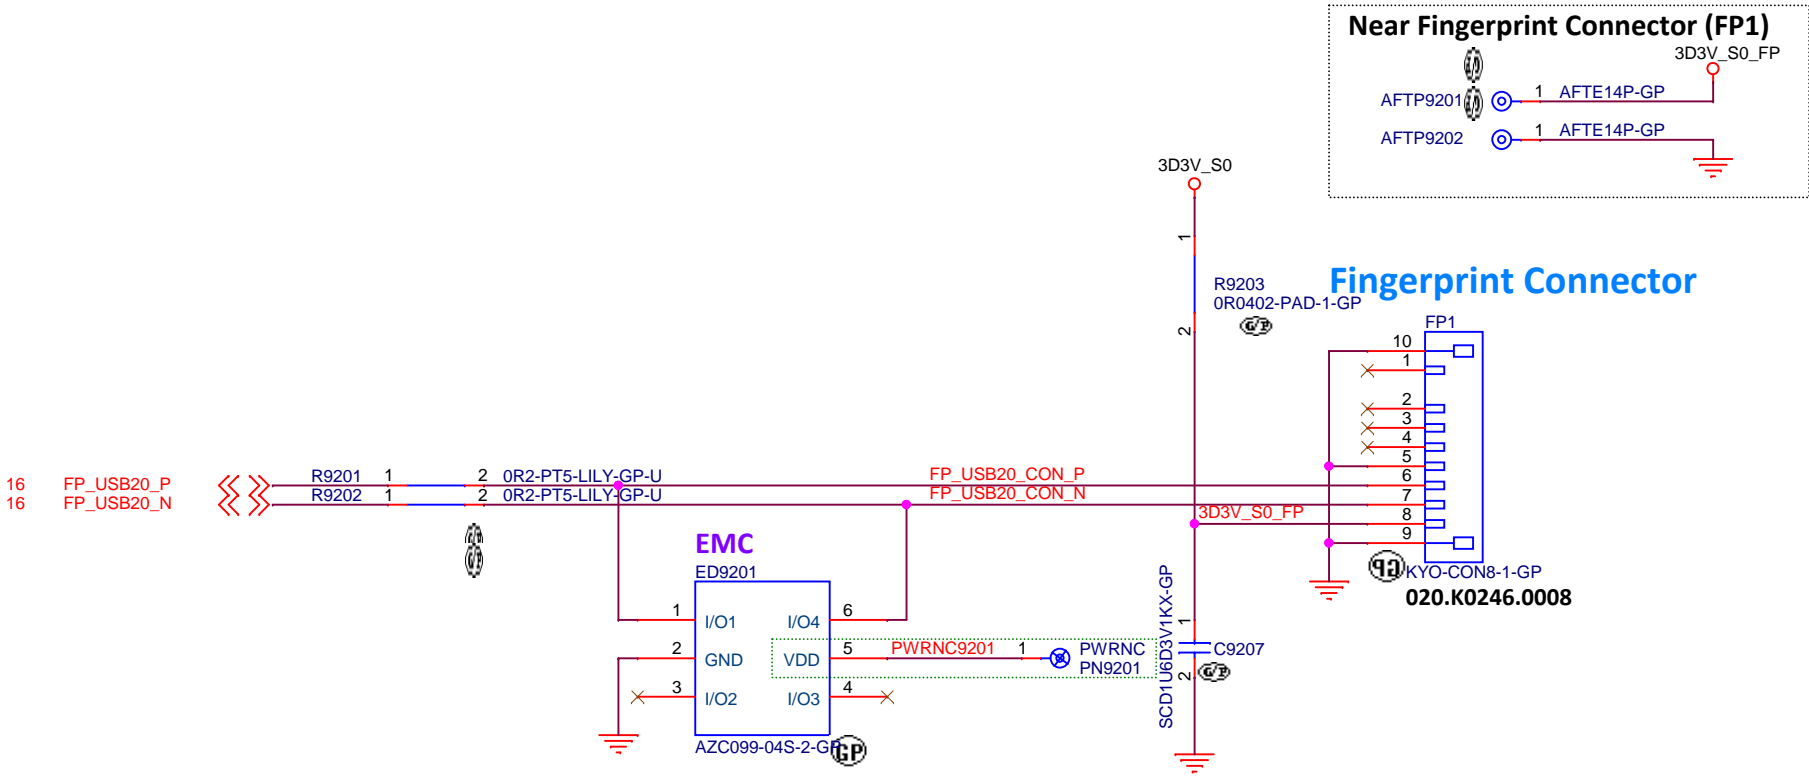 Near Fingerprint Connector (FP1)
3D3V_S0_FP
AFTP9201 1 AFTE14P-GP
AFTP9202 1 AFTE14P-GP
3D3V_S0
1
R9203
0R0402-PAD-1-GP
2
G/P
Fingerprint Connector
FP1
10
1
2
3
4
5
6
7
8
9
KYO-CON8-1-GP
020.K0246.0008
GP
16 FP_USB20_P R9201 1 2 0R2-PT5-LILY-GP-U FP_USB20_CON_P
16 FP_USB20_N R9202 1 2 0R2-PT5-LILY-GP-U FP_USB20_CON_N
3D3V_S0_FP
EMC
ED9201
1 I/O1 I/O4 6
2 GND VDD 5 PWRNC9201 1 PWRNC
PN9201
3 I/O2 I/O3 4
AZC099-04S-2-GP
GP
SCD1U6D3V1KX-GP
1
C9207
2
G/P